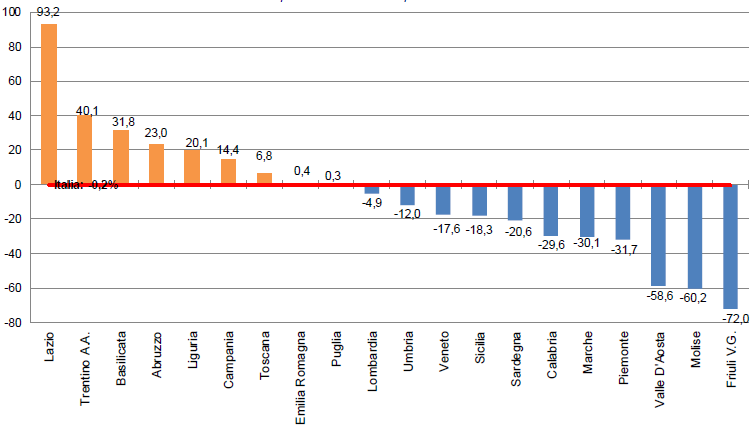 100
80
60
40
20
0
-20
-40
-60
-80
93,2
40,1
31,8
23,0
20,1
14,4
6,8
0,4
0,3
-4,9
-12,0
-17,6
-18,3
-20,6
-29,6
-30,1
-31,7
-58,6
-60,2
-72,0
Italia: -0,2%
Lazio
Trentino A.A.
Basilicata
Abruzzo
Liguria
Campania
Toscana
Emilia Romagna
Puglia
Lombardia
Umbria
Veneto
Sicilia
Sardegna
Calabria
Marche
Piemonte
Valle D'Aosta
Molise
Friuli V.G.